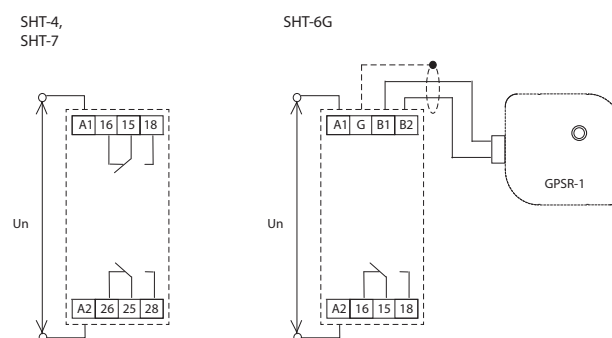 SHT-4,
SHT-7
SHT-6G
A1 16 15 18
Un
A2 26 25 28
A1 G B1 B2
GPSR-1
Un
A2 16 15 18